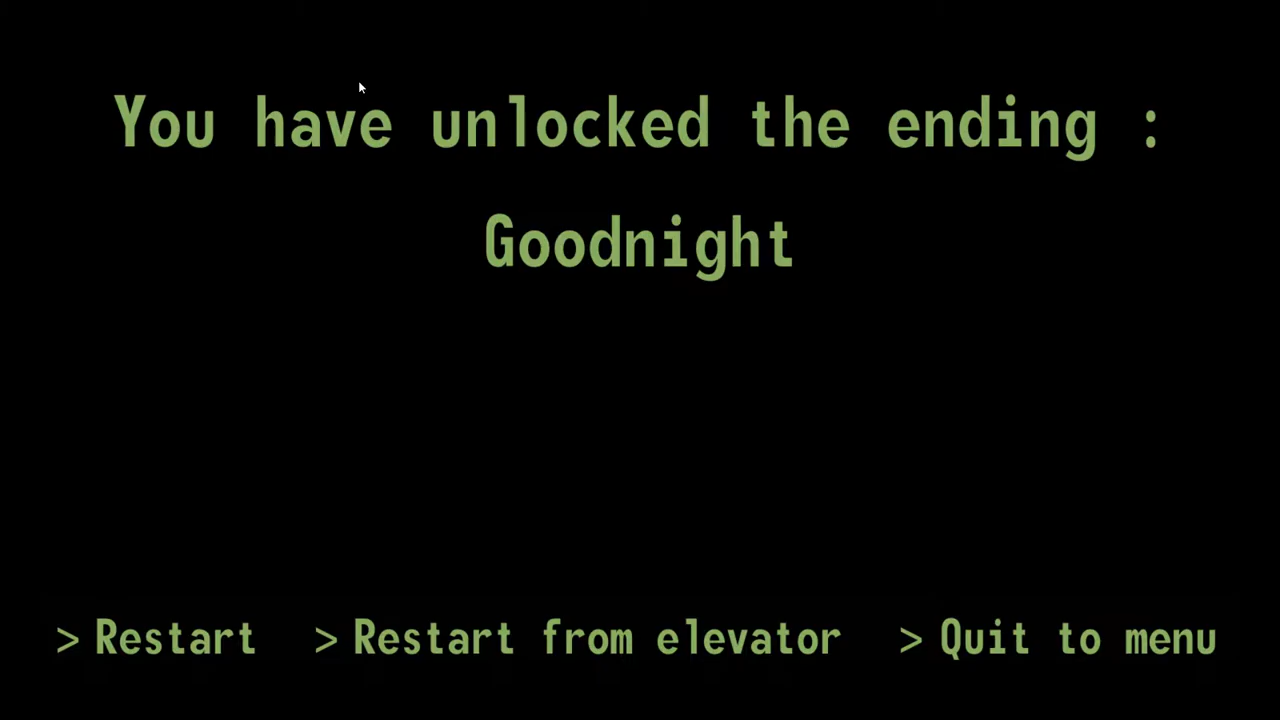 You have unlocked the ending :
Goodnight
> Restart > Restart from elevator > Quit to menu